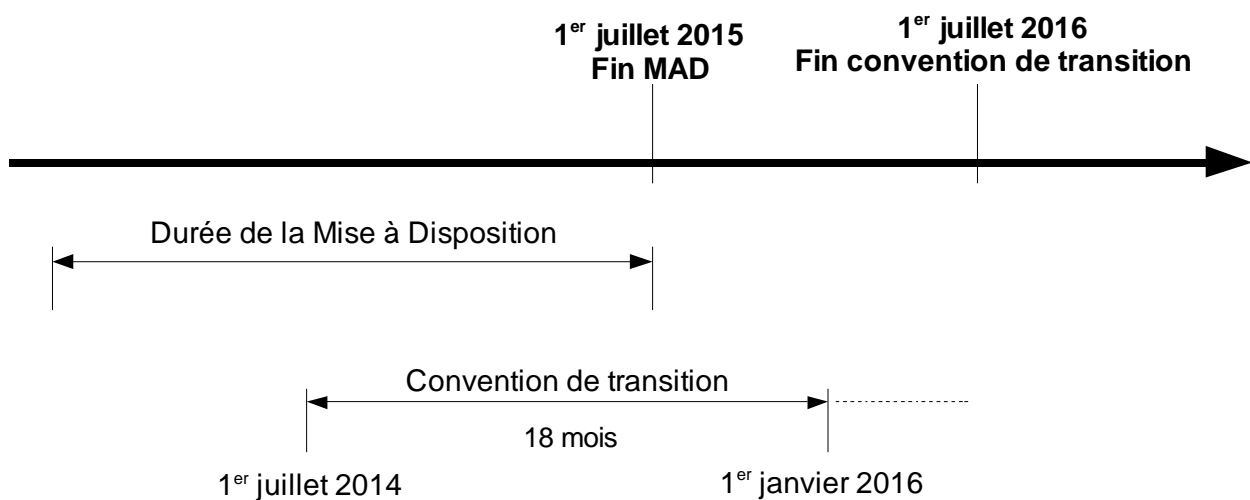 1er juillet 2015
Fin MAD
1er juillet 2016
Fin convention de transition
Durée de la Mise à Disposition
Convention de transition
18 mois
1er juillet 2014
1er janvier 2016